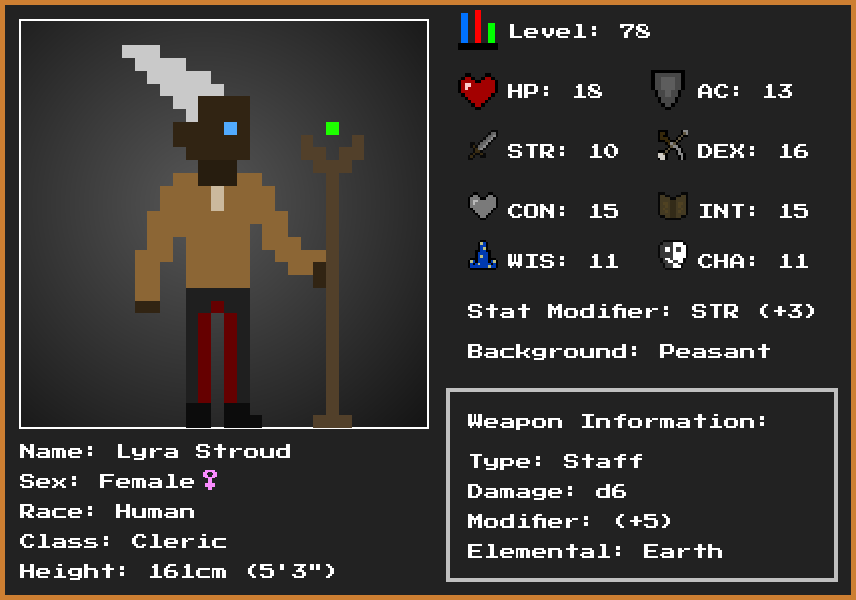 Level: 78
HP: 18
AC: 13
STR: 10
DEX: 16
CON: 15
INT: 15
WIS: 11
CHA: 11
Stat Modifier: STR (+3)
Background: Peasant
Weapon Information:
Type: Staff
Damage: d6
Modifier: (+5)
Elemental: Earth
Name: Lyra Stroud
Sex: Female♀
Race: Human
Class: Cleric
Height: 161cm (5'3")